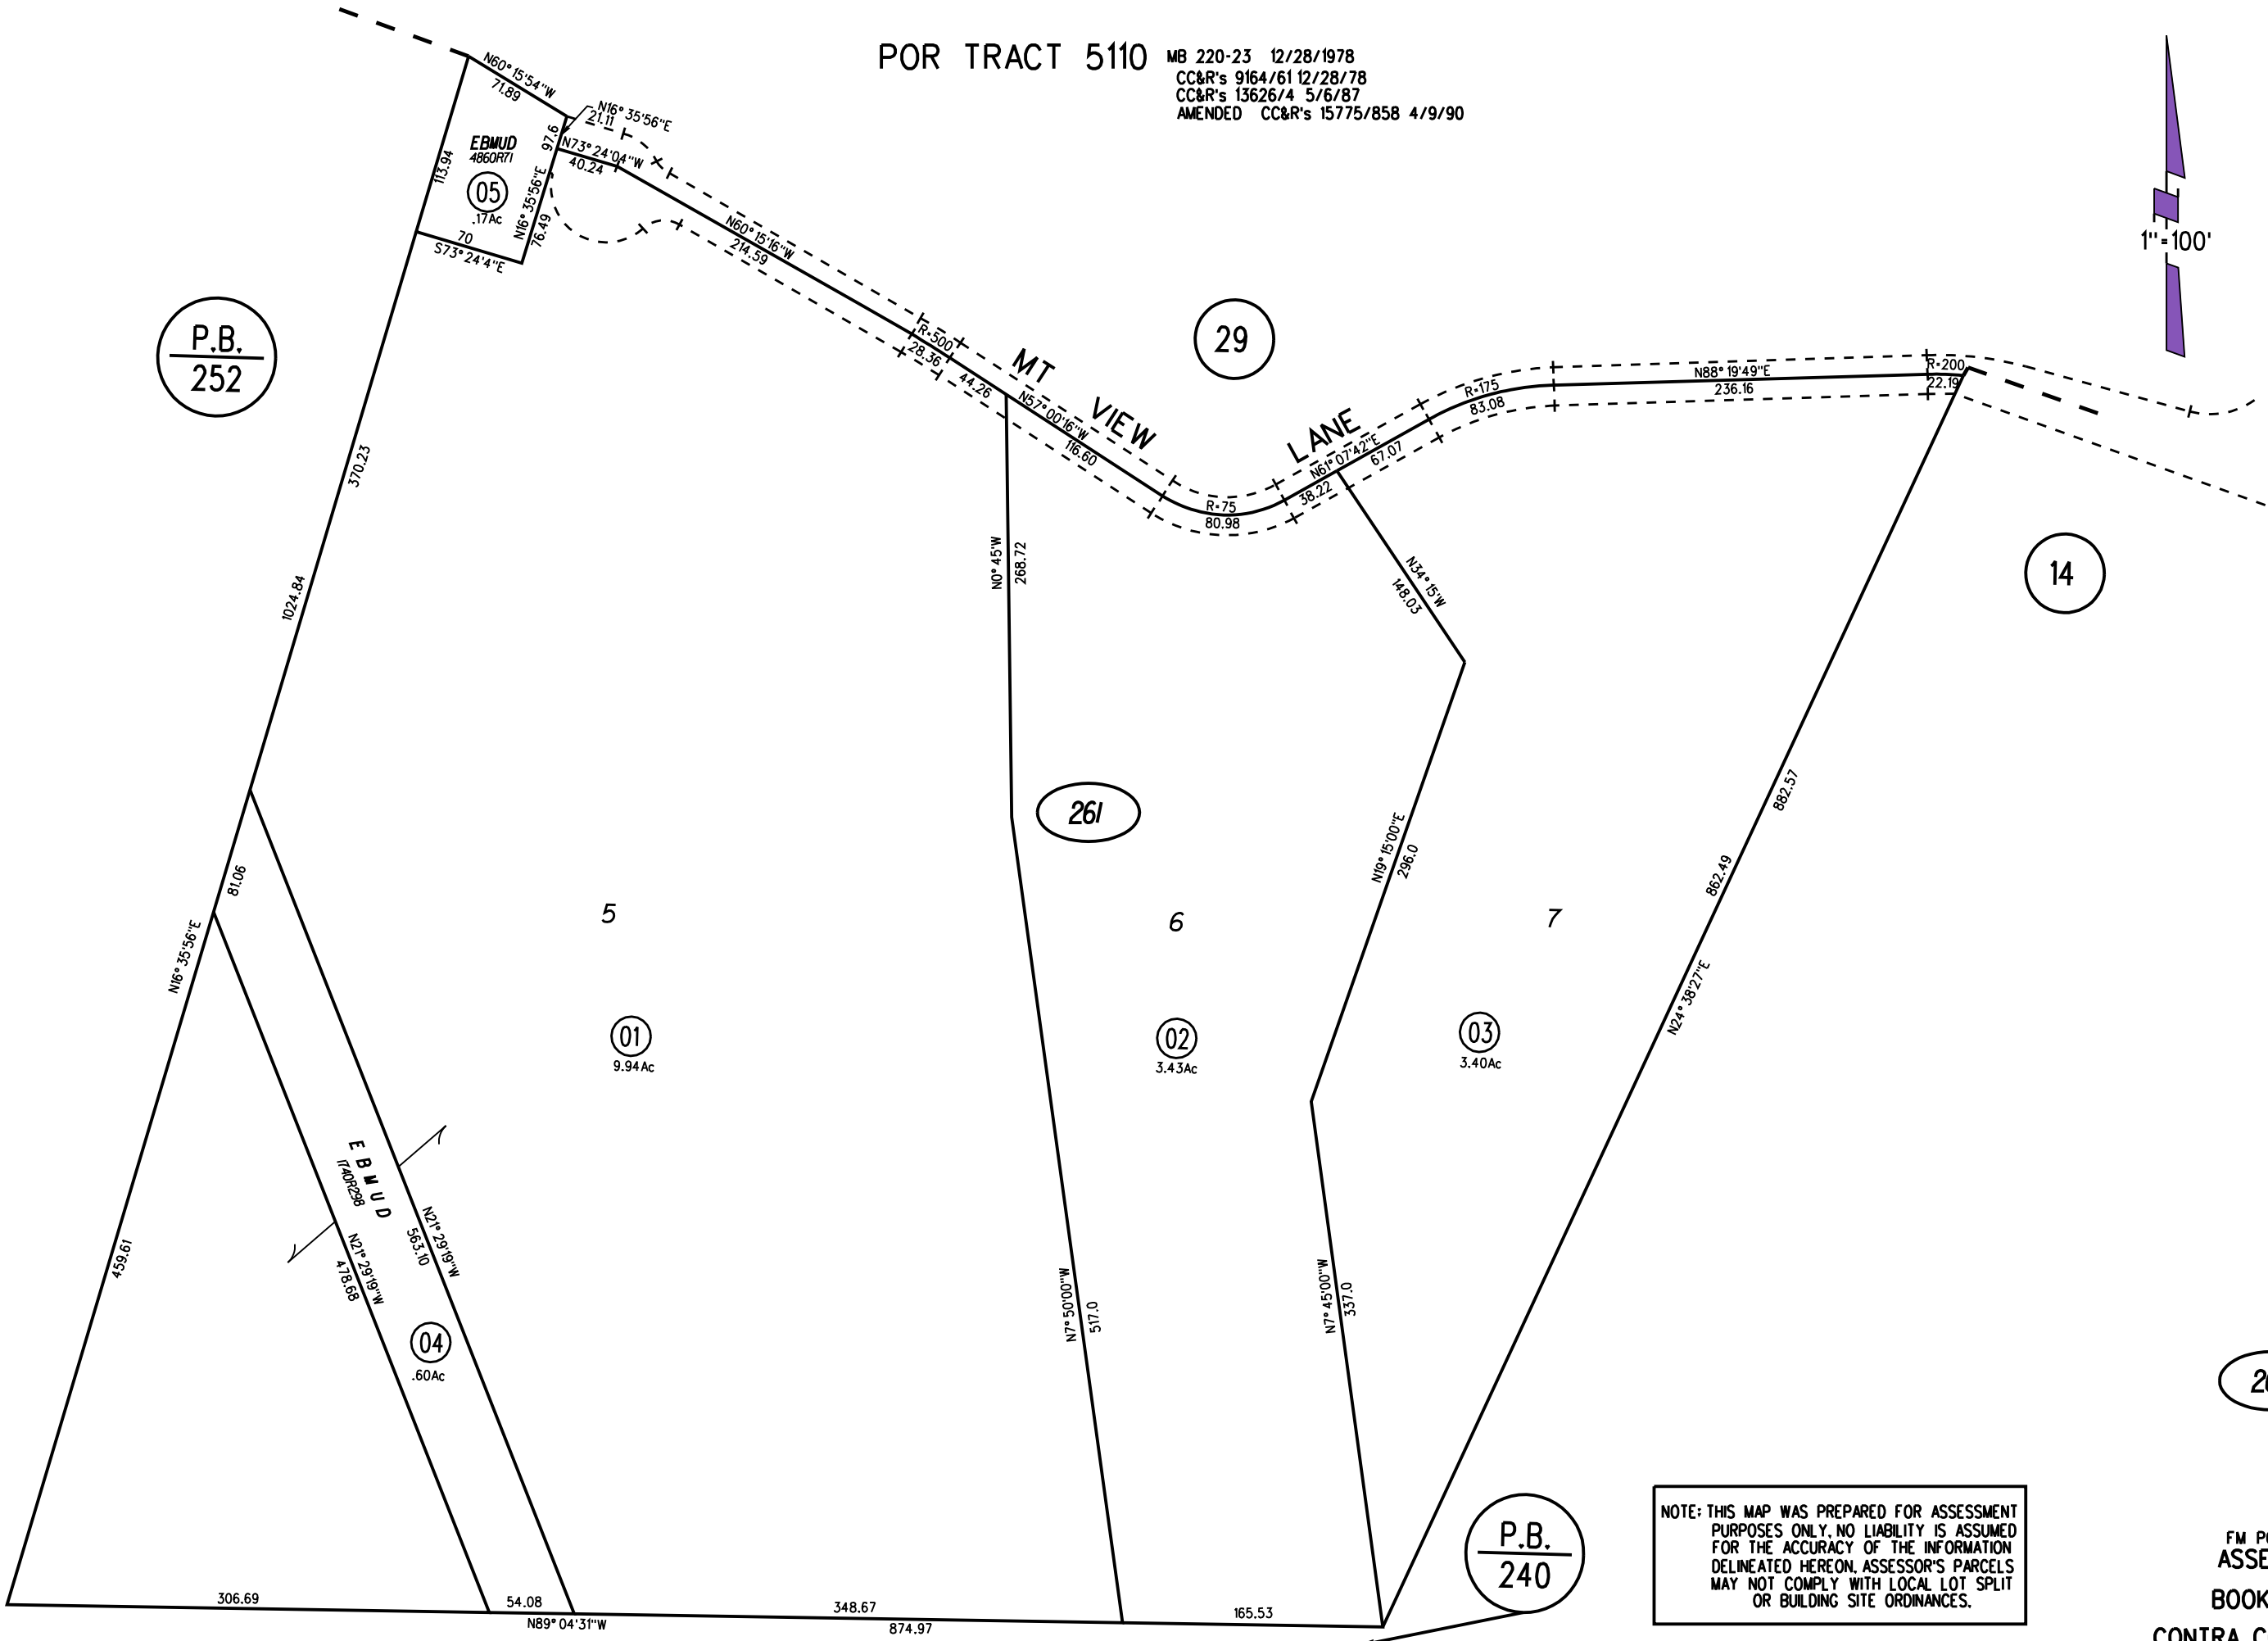 POR TRACT 5110 MB 220-23 12/28/1978
CC&R's 9164/61 12/28/78
CC&R's 13626/4 5/6/87
AMENDED CC&R's 15775/858 4/9/90
N60°15'54"W
71.89
N16°35'56"E
21.11
97.6
N73°24'04"W
40.24
EBMUD
4860R71
05
.17Ac
113.94
N16°35'56"E
76.49
70
S73°24'4"E
N60°15'16"W
214.59
1"=100'
P.B.
252
29
R=500
28.36
44.26
MT VIEW LANE
N57°00'16"W
116.60
R=75
80.98
N61°07'42"E
38.22
67.07
R=175
83.08
N88°19'49"E
236.16
R=200
22.19
370.23
1024.84
N0°45'W
268.72
N34°15'W
148.03
14
882.57
862.49
N24°38'27"E
261
N19°15'00"E
296.0
81.06
N16°35'56"E
5
6
7
01
9.94Ac
02
3.43Ac
03
3.40Ac
EBMUD
1740R298
N21°29'19"W
563.10
N21°29'19"W
478.68
459.61
04
.60Ac
N7°50'00"W
517.0
N7°45'00"W
337.0
P.B.
240
NOTE: THIS MAP WAS PREPARED FOR ASSESSMENT
PURPOSES ONLY. NO LIABILITY IS ASSUMED
FOR THE ACCURACY OF THE INFORMATION
DELINEATED HEREON. ASSESSOR'S PARCELS
MAY NOT COMPLY WITH LOCAL LOT SPLIT
OR BUILDING SITE ORDINANCES.
306.69
54.08
N89°04'31"W
348.67
874.97
165.53
FM
BOOK